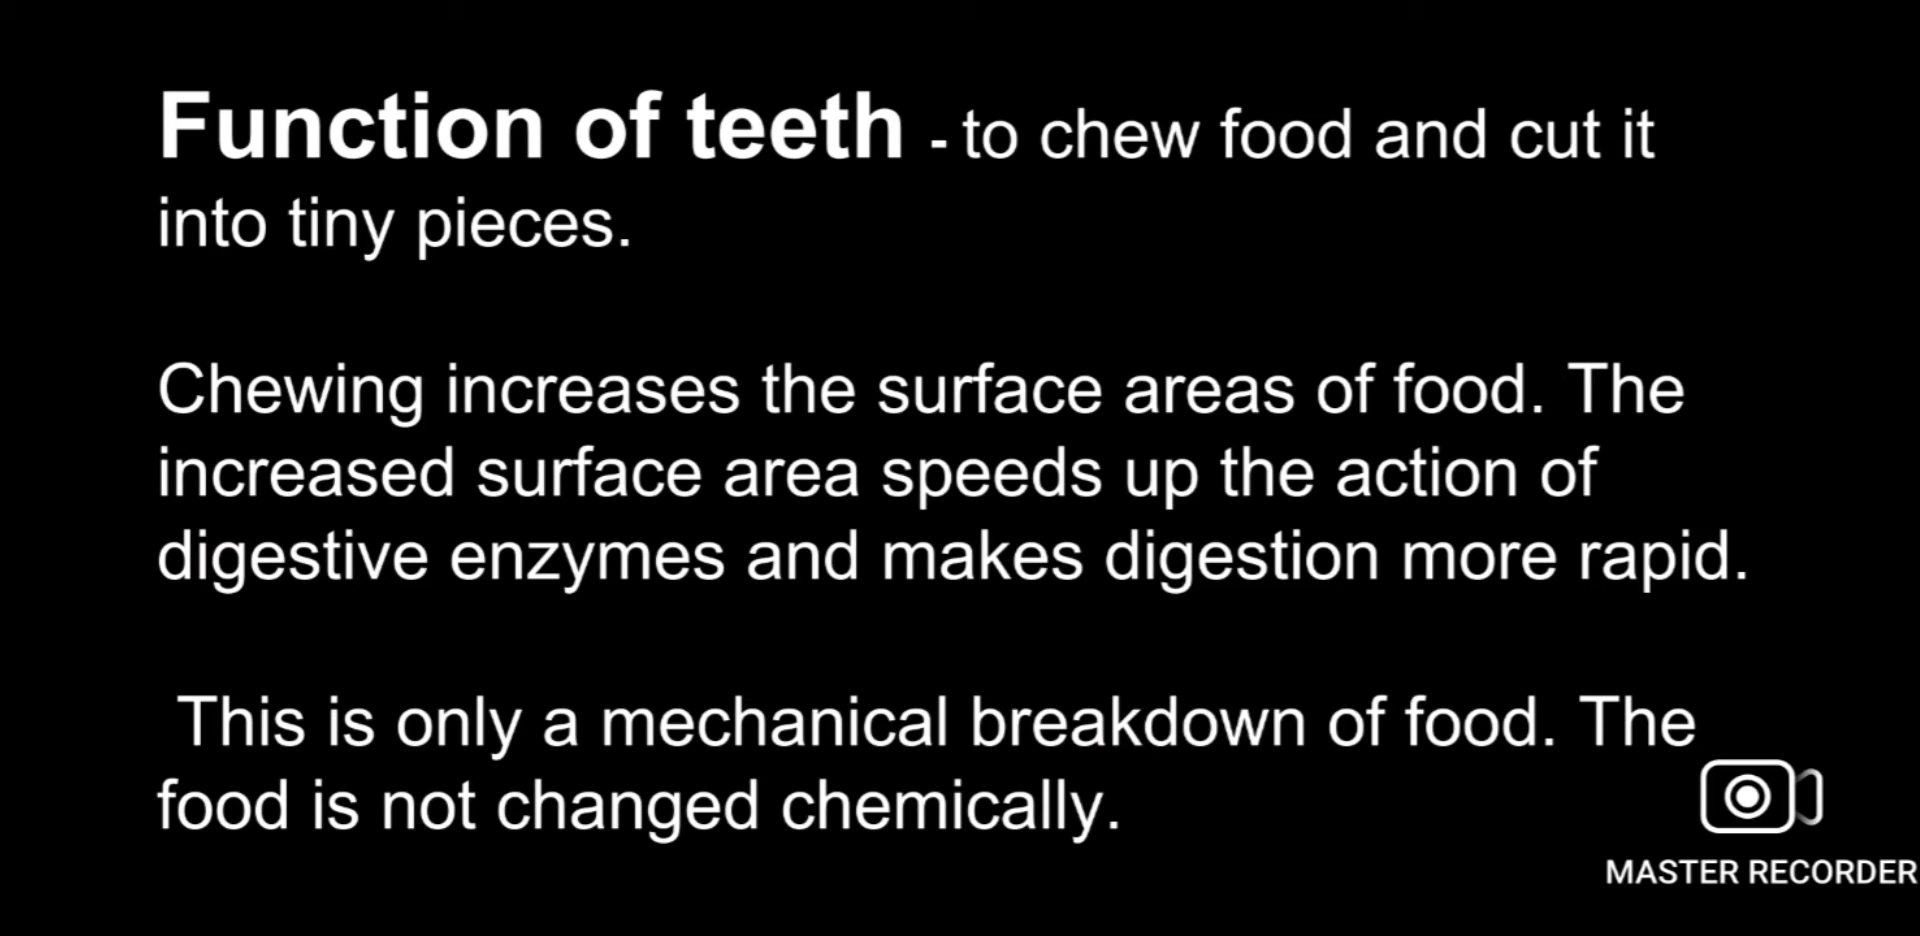 Function of teeth - to chew food and cut it
into tiny pieces.
Chewing increases the surface areas of food. The
increased surface area speeds up the action of
digestive enzymes and makes digestion more rapid.
This is only a mechanical breakdown of food. The
food is not changed chemically.
MASTER RECORDER